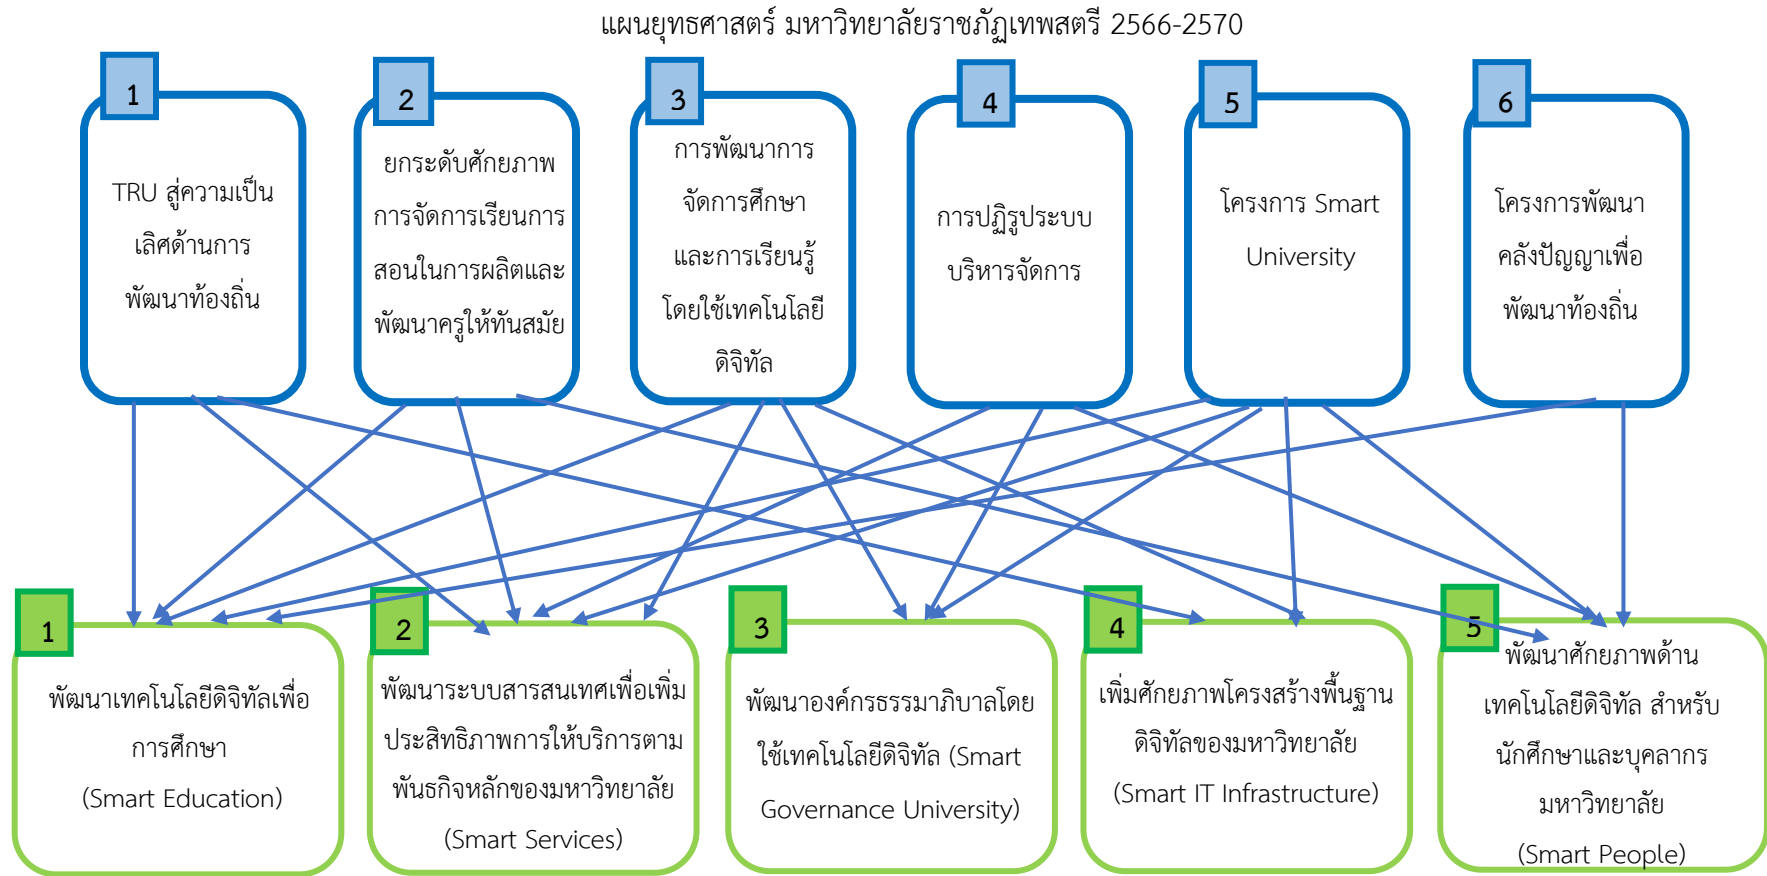 แผนยุทธศาสตร์ มหาวิทยาลัยราชภัฏเทพสตรี 2566-2570
1
TRU สู่ความเป็น
เลิศด้านการ
พัฒนาท้องถิ่น
2
ยกระดับศักยภาพ
การจัดการเรียนการ
สอนในการผลิตและ
พัฒนาครูให้ทันสมัย
3
การพัฒนาการ
จัดการศึกษา
และการเรียนรู้
โดยใช้เทคโนโลยี
ดิจิทัล
4
การปฏิรูประบบ
บริหารจัดการ
5
โครงการ Smart
University
6
โครงการพัฒนา
คลังปัญญาเพื่อ
พัฒนาท้องถิ่น
1
พัฒนาเทคโนโลยีดิจิทัลเพื่อ
การศึกษา
(Smart Education)
2
พัฒนาระบบสารสนเทศเพื่อเพิ่ม
ประสิทธิภาพการให้บริการตาม
พันธกิจหลักของมหาวิทยาลัย
(Smart Services)
3
พัฒนาองค์กรธรรมาภิบาลโดย
ใช้เทคโนโลยีดิจิทัล (Smart
Governance University)
4
เพิ่มศักยภาพโครงสร้างพื้นฐาน
ดิจิทัลของมหาวิทยาลัย
(Smart IT Infrastructure)
5
พัฒนาศักยภาพด้าน
เทคโนโลยีดิจิทัล สำหรับ
นักศึกษาและบุคลากร
มหาวิทยาลัย
(Smart People)